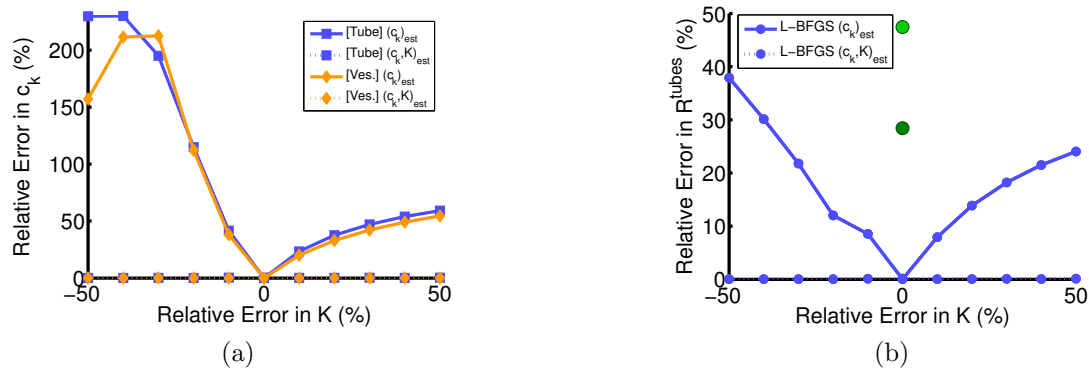 200
150
100
50
0
−50
0
50
Relative Error in c_k (%)
Relative Error in K (%)
[Tube] (c_k)_est
[Tube] (c_k,K)_est
[Ves.] (c_k)_est
[Ves.] (c_k,K)_est
(a)
50
40
30
20
10
0
−50
0
50
Relative Error in R^tubes (%)
Relative Error in K (%)
L−BFGS (c_k)_est
L−BFGS (c_k,K)_est
(b)